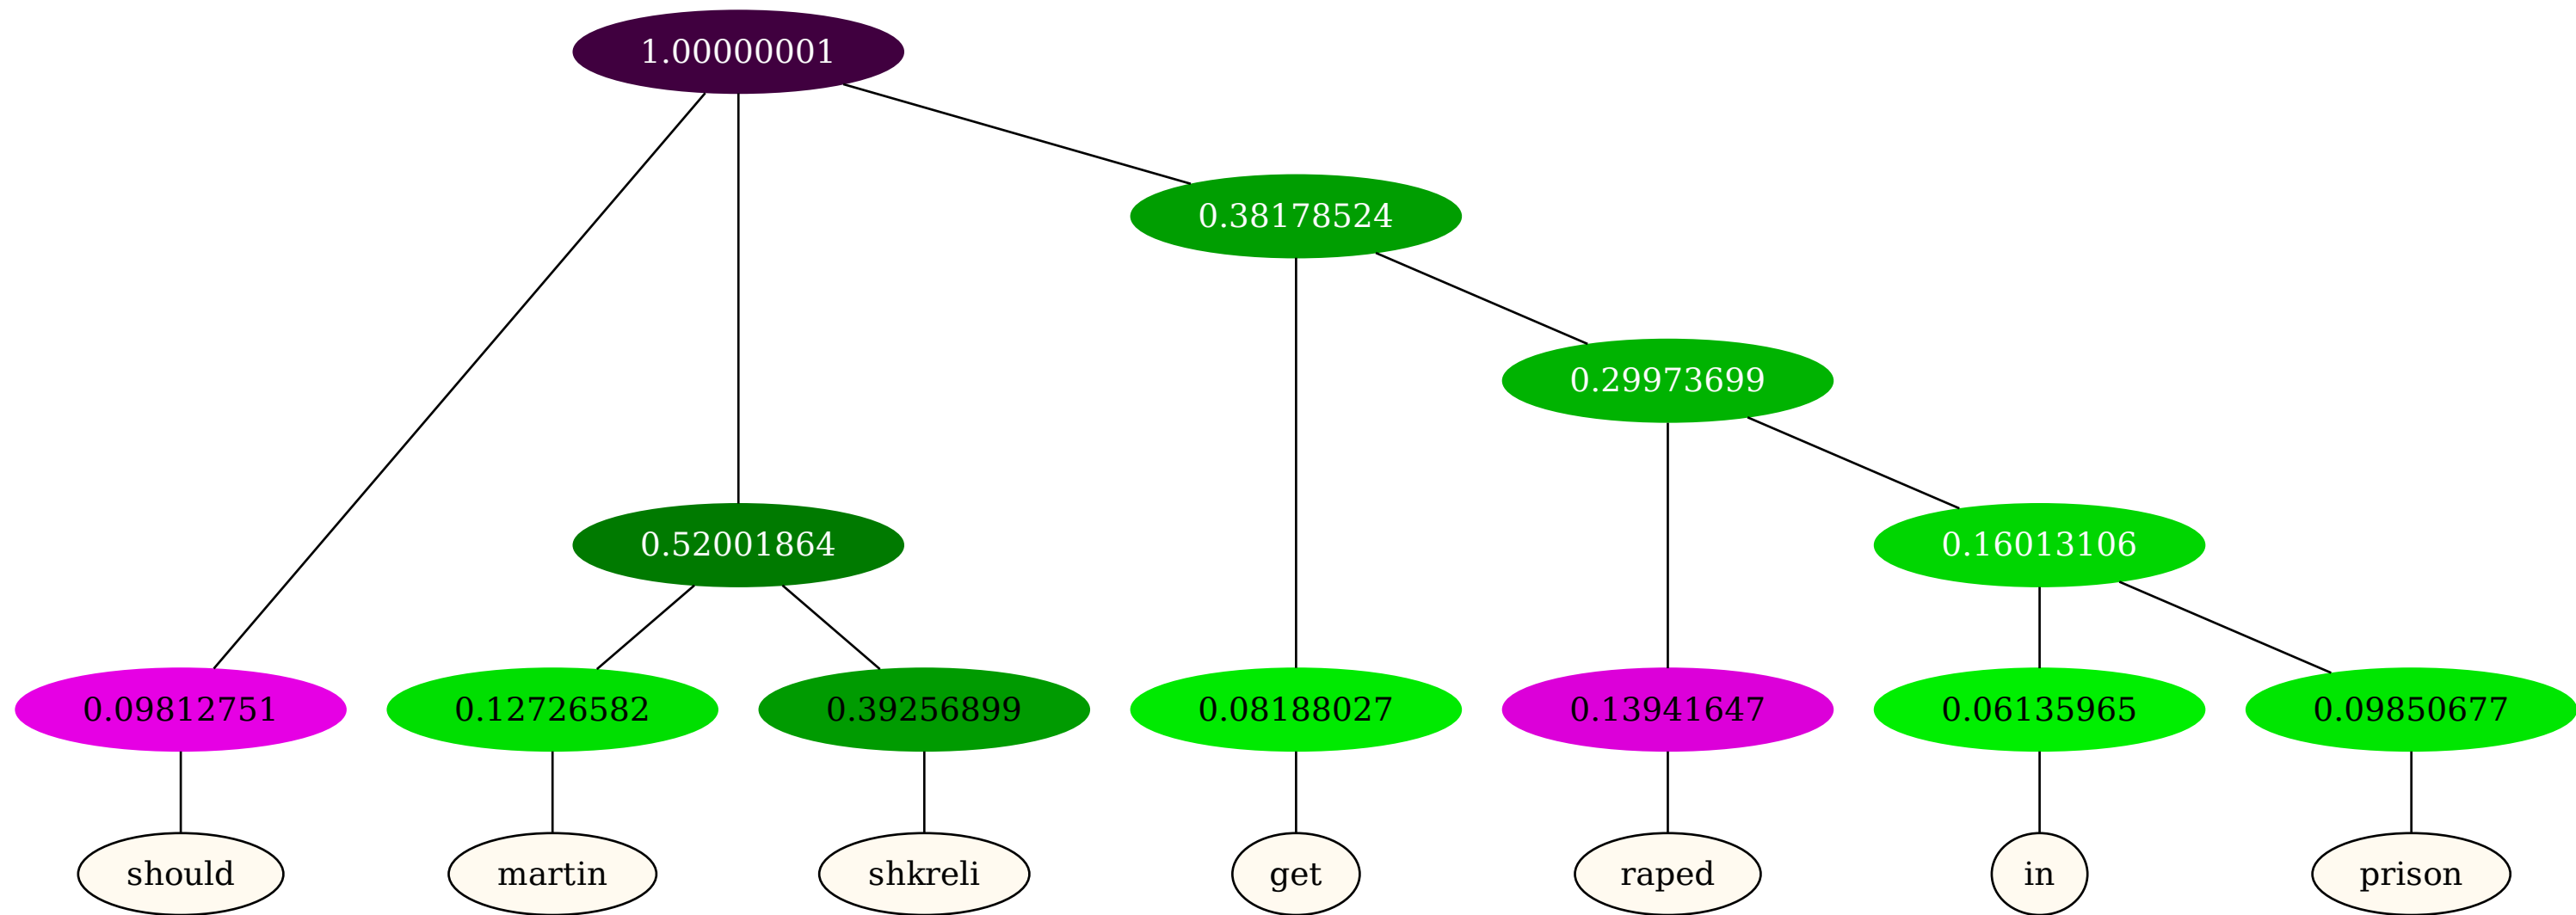 1.00000001
0.38178524
0.29973699
0.52001864 0.16013106
0.09812751 0.12726582 0.39256899 0.08188027 0.13941647 0.06135965 0.09850677
should martin shkreli get raped in prison